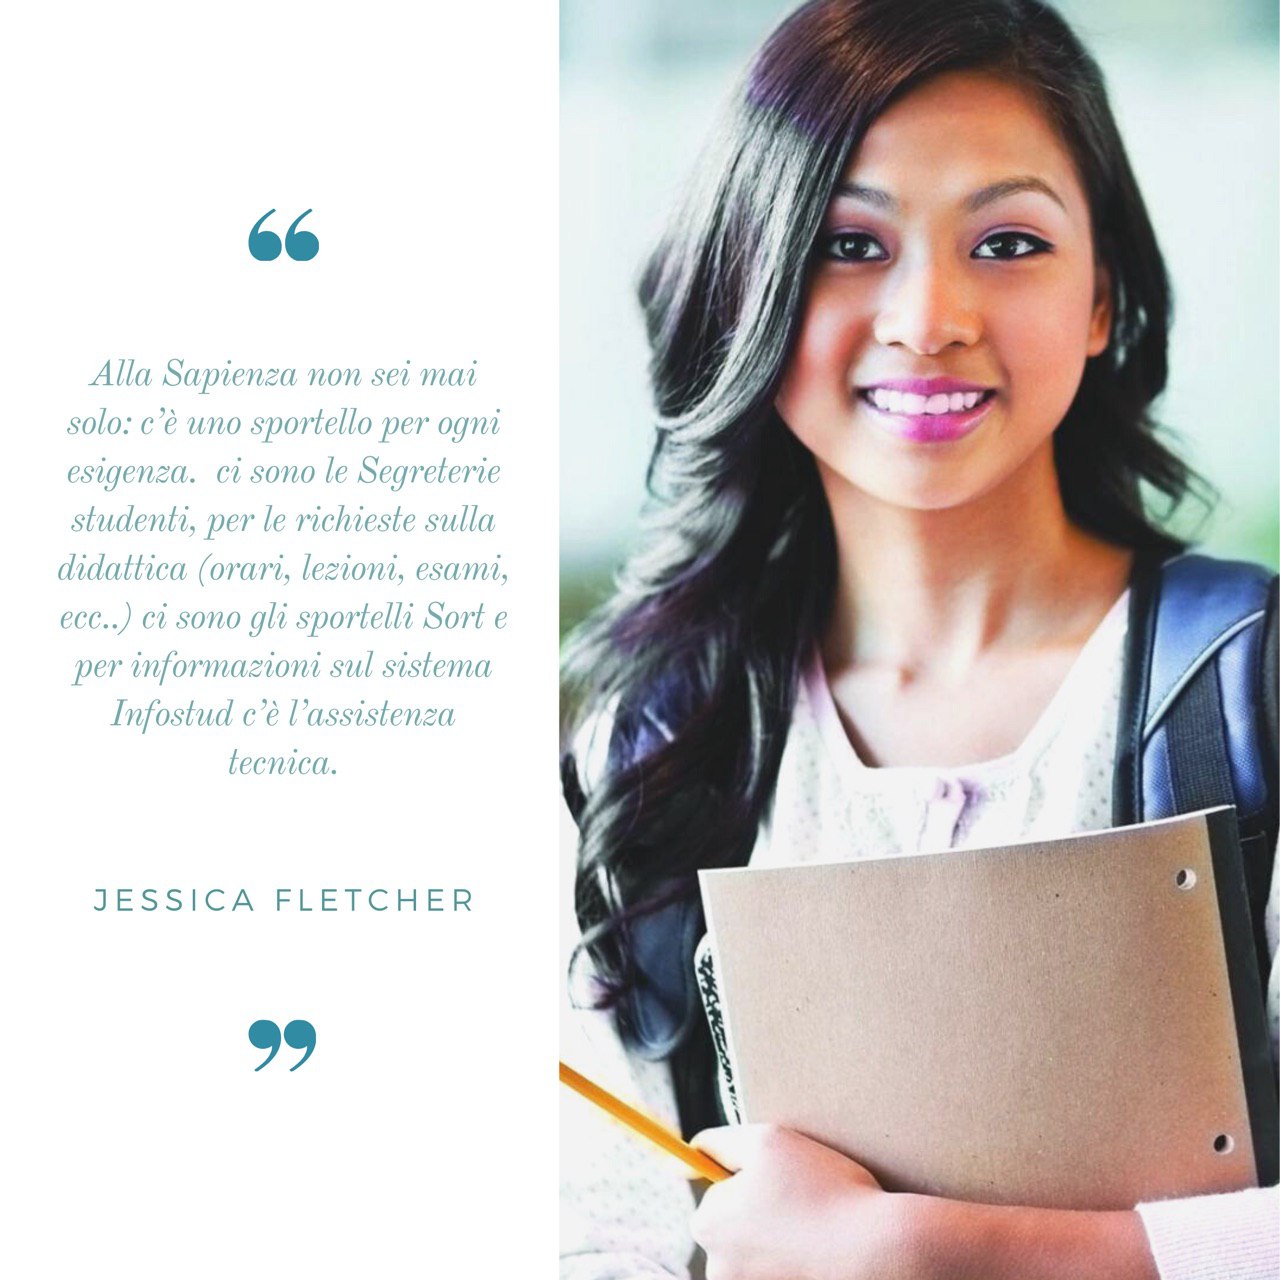 “
Alla Sapienza non sei mai
solo: c’è uno sportello per ogni
esigenza.  ci sono le Segreterie
studenti, per le richieste sulla
didattica (orari, lezioni, esami,
ecc..) ci sono gli sportelli Sort e
per informazioni sul sistema
Infostud c’è l’assistenza
tecnica.
JESSICA FLETCHER
”